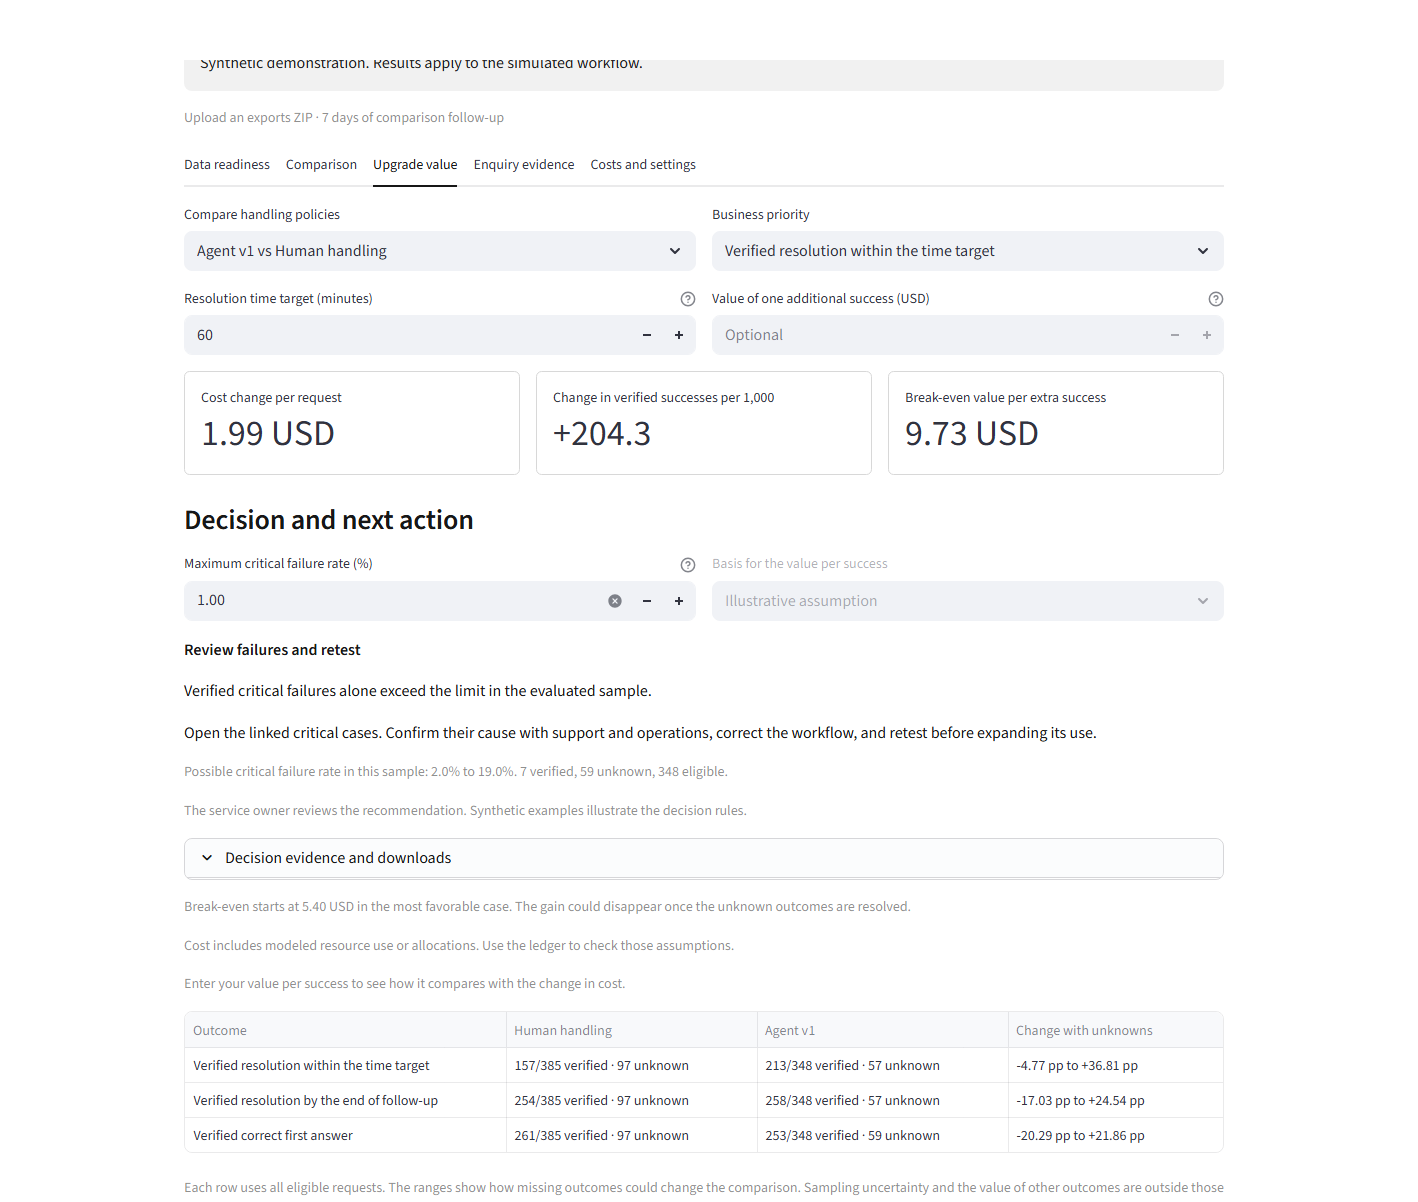 Synthetic demonstration. Results apply to the simulated workflow.
Upload an exports ZIP · 7 days of comparison follow-up
Data readiness Comparison Upgrade value Enquiry evidence Costs and settings
Compare handling policies Business priority
Agent v1 vs Human handling Verified resolution within the time target
Resolution time target (minutes) Value of one additional success (USD)
60 Optional
Cost change per request Change in verified successes per 1,000 Break-even value per extra success
1.99 USD +204.3 9.73 USD
Decision and next action
Maximum critical failure rate (%) Basis for the value per success
1.00 Illustrative assumption
Review failures and retest
Verified critical failures alone exceed the limit in the evaluated sample.
Open the linked critical cases. Confirm their cause with support and operations, correct the workflow, and retest before expanding its use.
Possible critical failure rate in this sample: 2.0% to 19.0%. 7 verified, 59 unknown, 348 eligible.
The service owner reviews the recommendation. Synthetic examples illustrate the decision rules.
Decision evidence and downloads
Break-even starts at 5.40 USD in the most favorable case. The gain could disappear once the unknown outcomes are resolved.
Cost includes modeled resource use or allocations. Use the ledger to check those assumptions.
Enter your value per success to see how it compares with the change in cost.
Outcome Human handling Agent v1 Change with unknowns
Verified resolution within the time target 157/385 verified · 97 unknown 213/348 verified · 57 unknown -4.77 pp to +36.81 pp
Verified resolution by the end of follow-up 254/385 verified · 97 unknown 258/348 verified · 57 unknown -17.03 pp to +24.54 pp
Verified correct first answer 261/385 verified · 97 unknown 253/348 verified · 59 unknown -20.29 pp to +21.86 pp
Each row uses all eligible requests. The ranges show how missing outcomes could change the comparison. Sampling uncertainty and the value of other outcomes are outside those